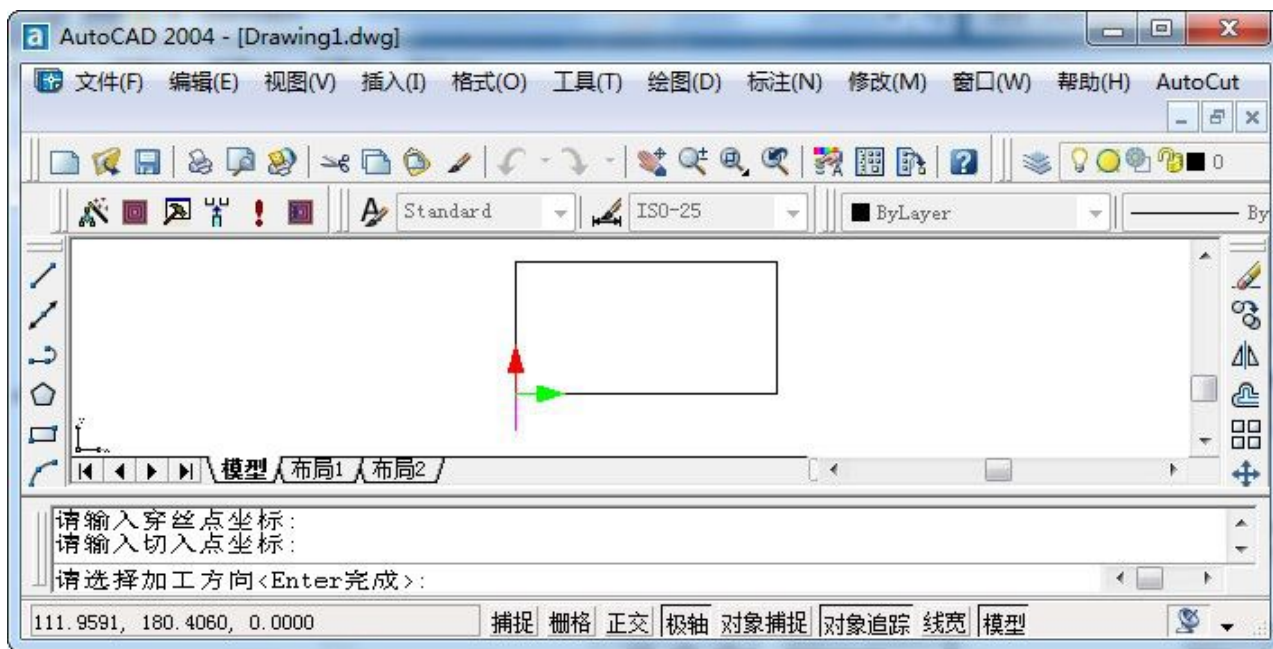 AutoCAD 2004 - [Drawing1.dwg]
文件(F) 编辑(E) 视图(V) 插入(I) 格式(O) 工具(T) 绘图(D) 标注(N) 修改(M) 窗口(W) 帮助(H) AutoCut
0
Standard ISO-25 ByLayer By
模型 布局1 布局2
请输入穿丝点坐标:
请输入切入点坐标:
请选择加工方向<Enter完成>:
111.9591, 180.4060, 0.0000 捕捉 栅格 正交 极轴 对象捕捉 对象追踪 线宽 模型